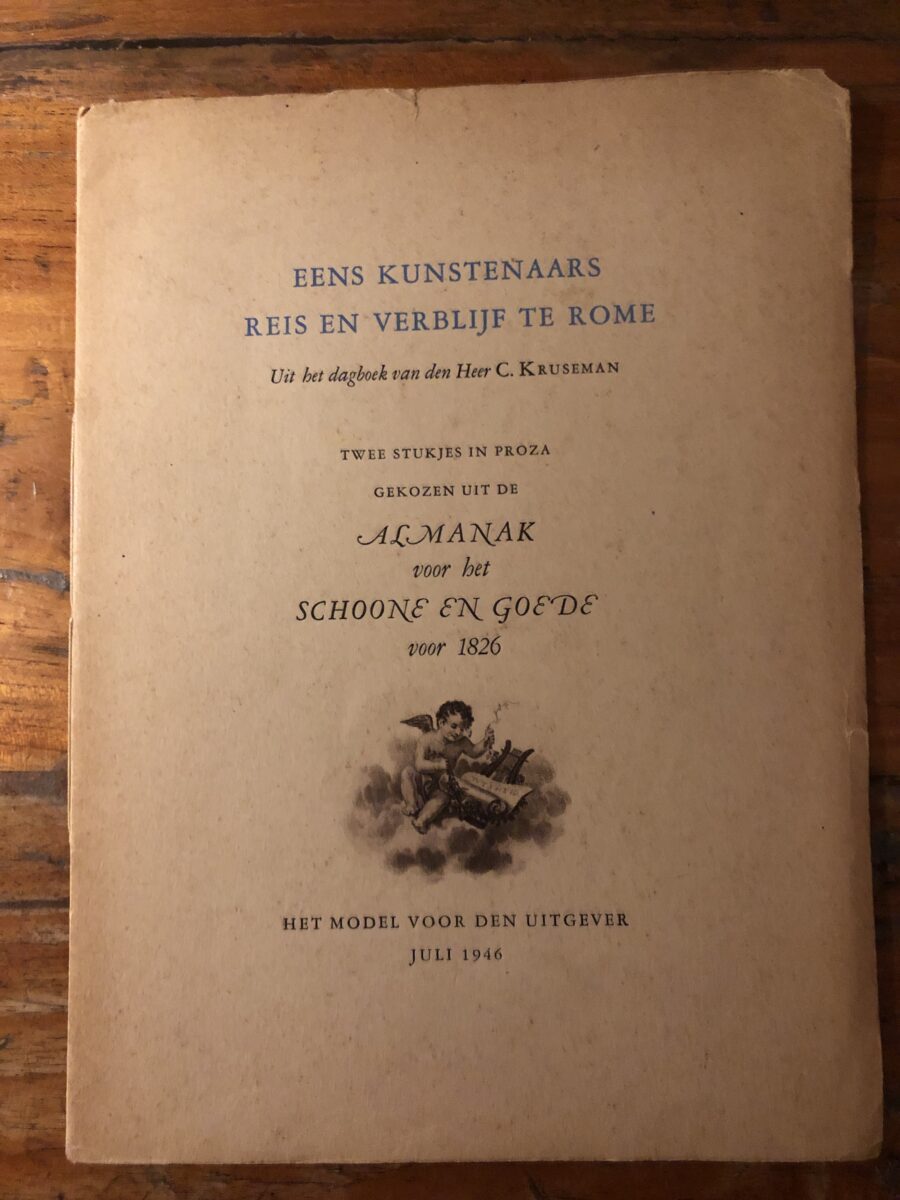 EENS KUNSTENAARS
REIS EN VERBLIJF TE ROME
Uit het dagboek van den Heer C. KRUSEMAN
TWEE STUKJES IN PROZA
GEKOZEN UIT DE
ALMANAK
voor het
SCHOONE EN GOEDE
voor 1826
HET MODEL VOOR DEN UITGEVER
JULI 1946